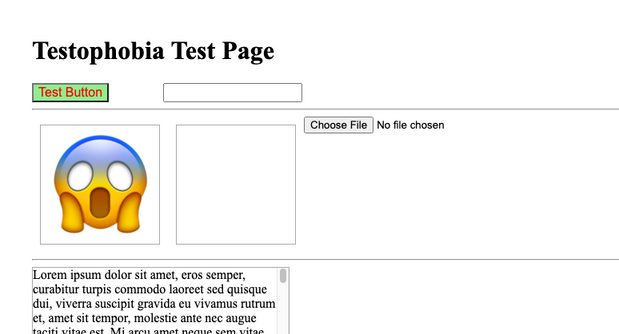 Testophobia Test Page
Test Button
Choose File No file chosen
Lorem ipsum dolor sit amet, eros semper,
curabitur turpis commodo laoreet sed quisque
dui, viverra suscipit gravida eu vivamus rutrum
et, amet sit tempor, molestie ante nec augue
taciti vitae est. Mi arcu amet neque sem vitae